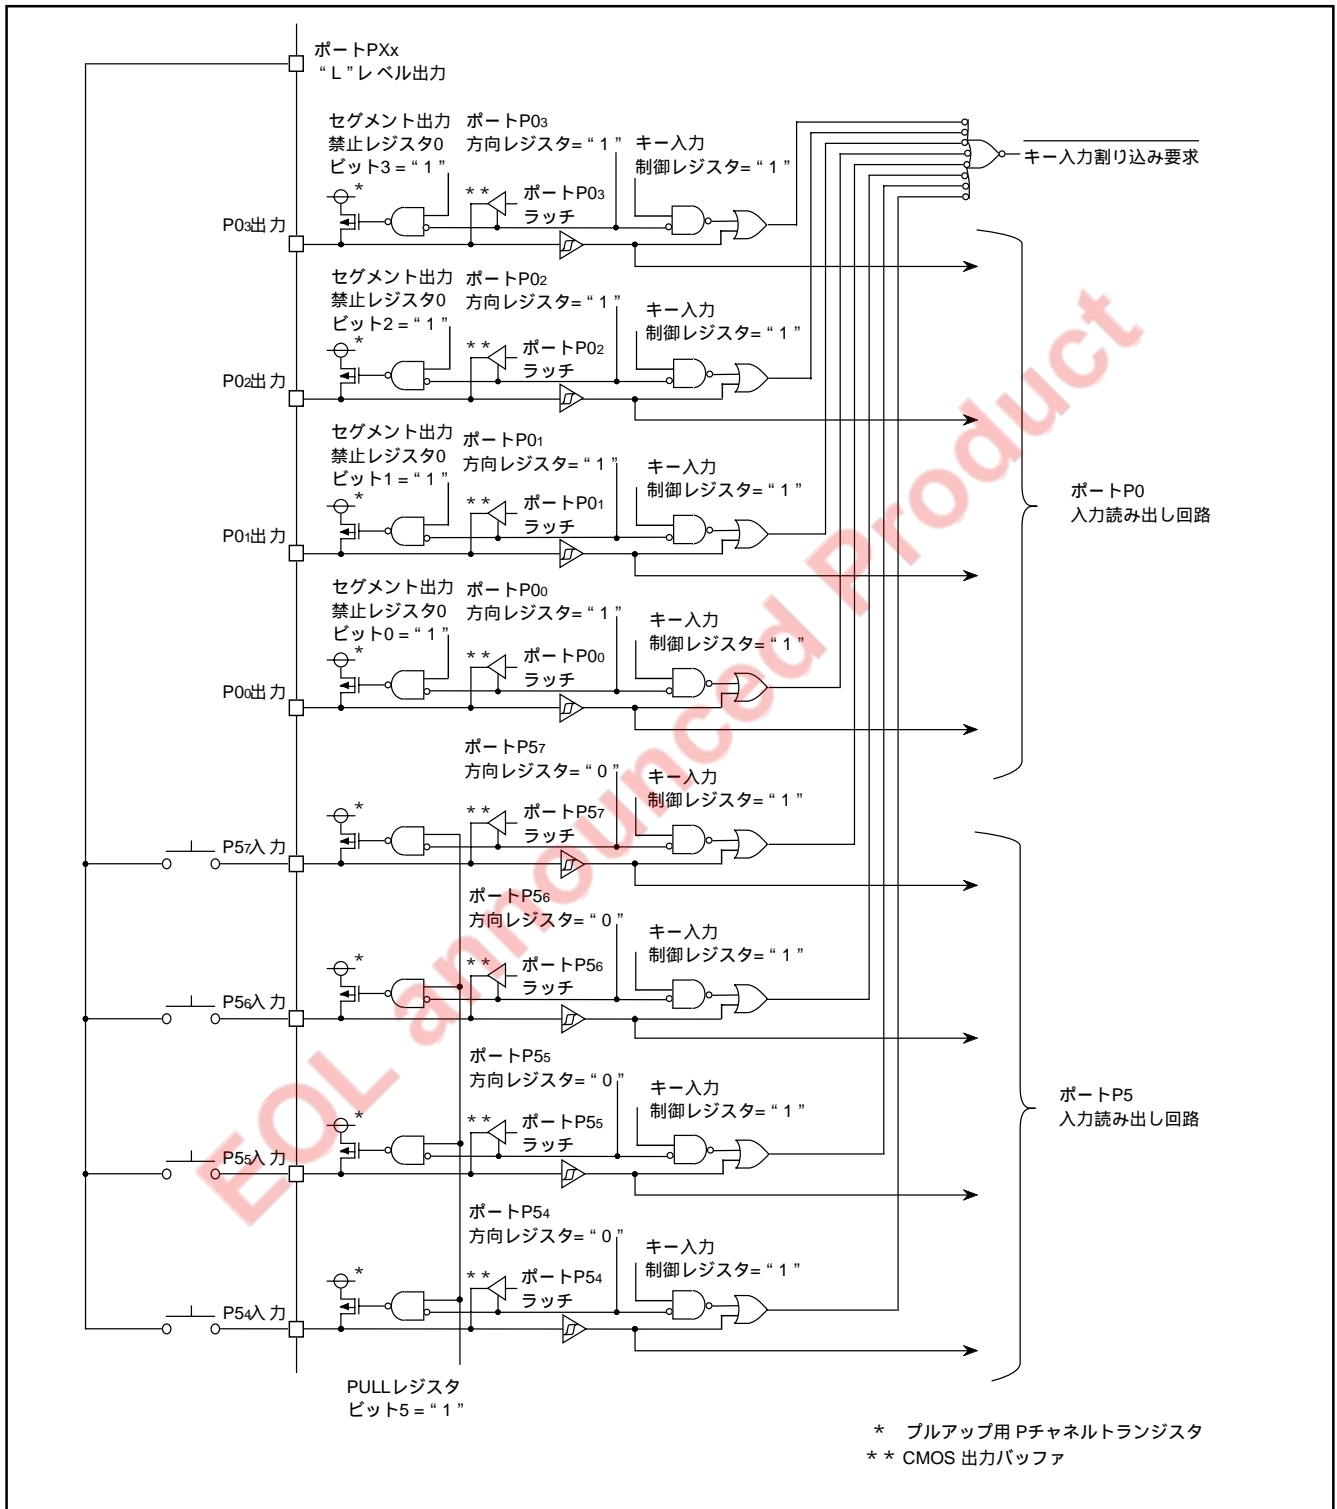 ポートPXx
“L”レベル出力
セグメント出力
禁止レジスタ0
ビット3 = “1”
ポートP03
方向レジスタ= “1”
キー入力
制御レジスタ= “1”
キー入力割り込み要求
*
* *
ポートP03
ラッチ
P03出力
セグメント出力
禁止レジスタ0
ビット2 = “1”
ポートP02
方向レジスタ= “1”
キー入力
制御レジスタ= “1”
*
* *
ポートP02
ラッチ
P02出力
セグメント出力
禁止レジスタ0
ビット1 = “1”
ポートP01
方向レジスタ= “1”
キー入力
制御レジスタ= “1”
*
* *
ポートP01
ラッチ
P01出力
ポートP0
入力読み出し回路
セグメント出力
禁止レジスタ0
ビット0 = “1”
ポートP00
方向レジスタ= “1”
キー入力
制御レジスタ= “1”
*
* *
ポートP00
ラッチ
P00出力
ポートP57
方向レジスタ= “0”
キー入力
制御レジスタ= “1”
*
* *
ポートP57
ラッチ
P57入力
ポートP56
方向レジスタ= “0”
キー入力
制御レジスタ= “1”
*
* *
ポートP56
ラッチ
P56入力
ポートP55
方向レジスタ= “0”
キー入力
制御レジスタ= “1”
*
* *
ポートP55
ラッチ
P55入力
ポートP5
入力読み出し回路
ポートP54
方向レジスタ= “0”
キー入力
制御レジスタ= “1”
*
* *
ポートP54
ラッチ
P54入力
PULLレジスタ
ビット5 = “1”
* プルアップ用 Pチャネルトランジスタ
* * CMOS 出力バッファ
EOL announced Product